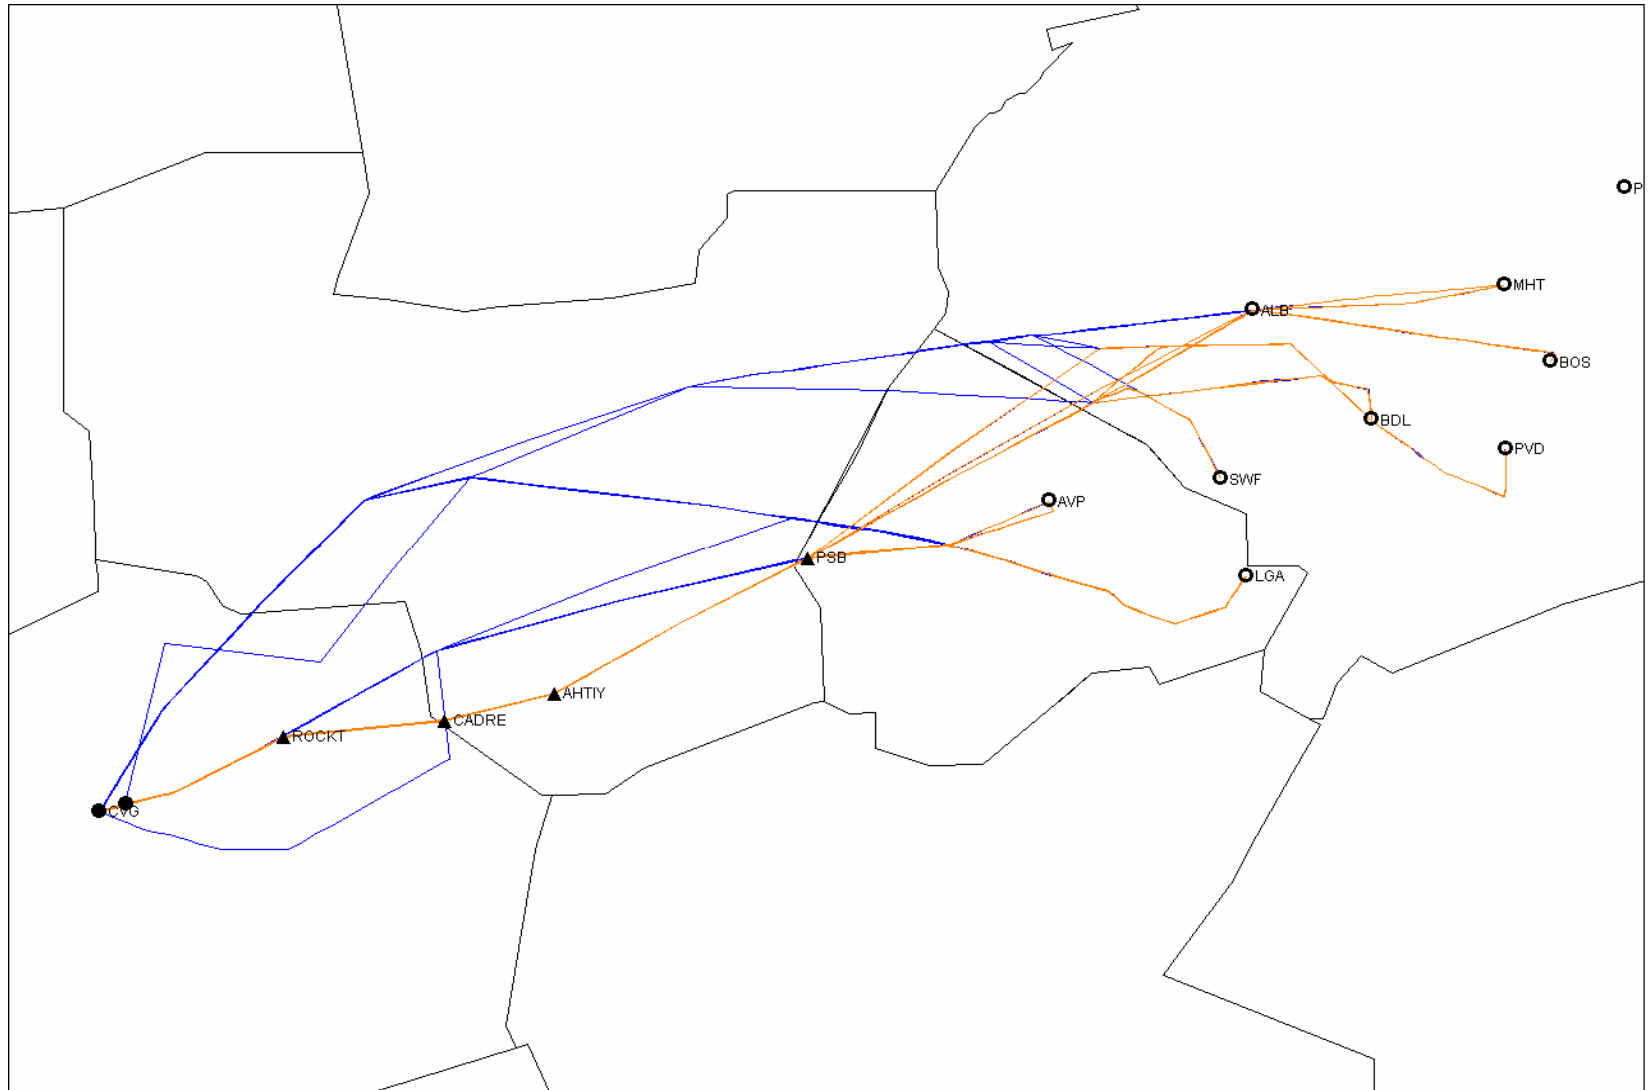 P
MHT
ALB
BOS
BDL
PVD
SWF
AVP
PSB
LGA
AHTIY
CADRE
ROCKT
CVG